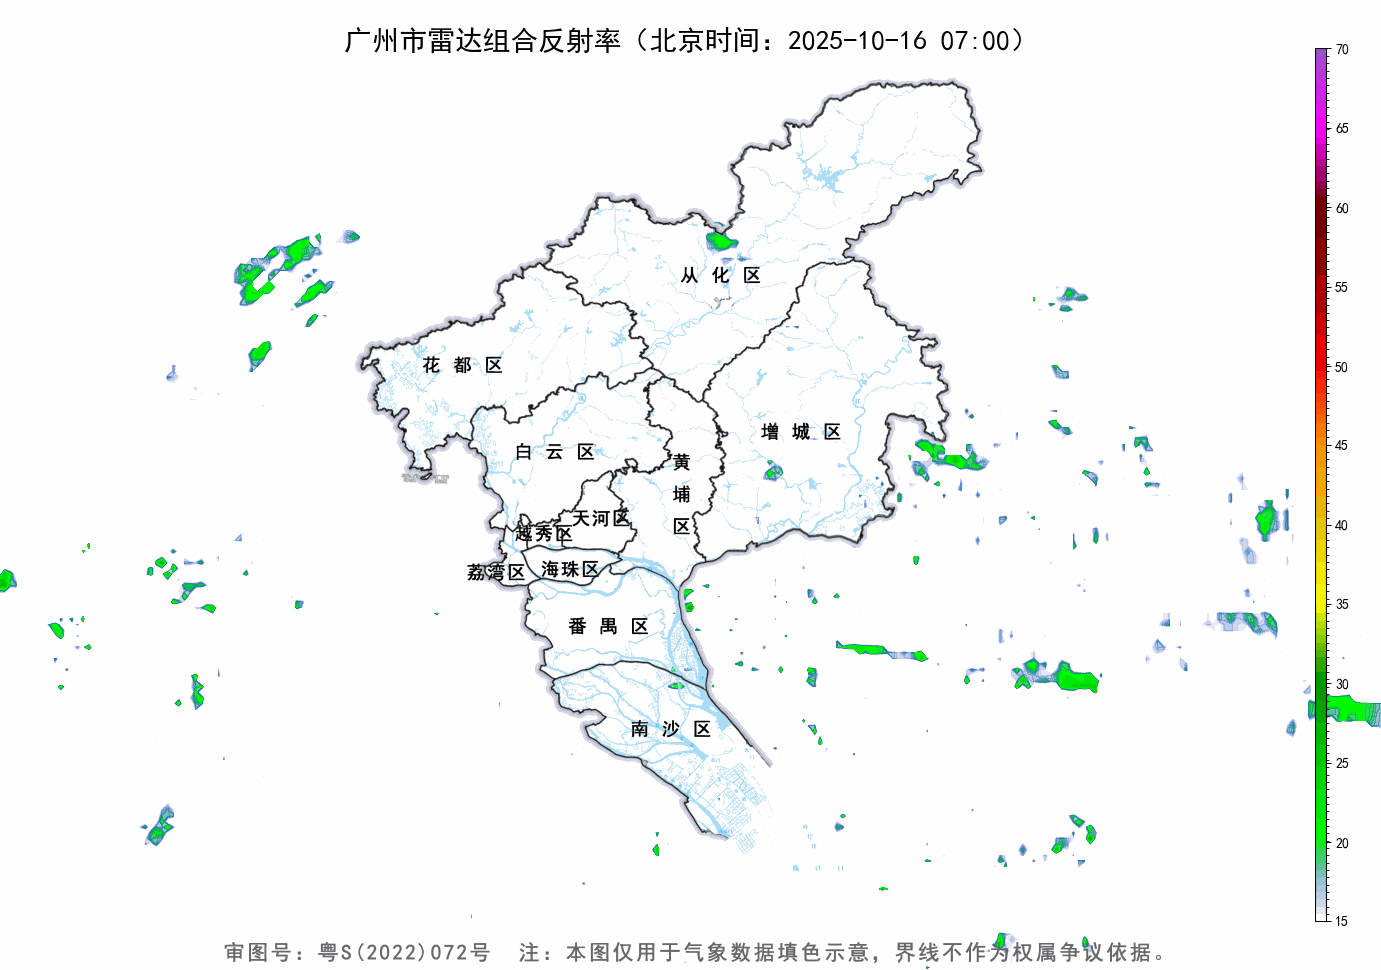 广州市雷达组合反射率（北京时间：2025-10-16 07:00）
70
65
60
55
50
45
40
35
30
25
20
15
从 化 区
花 都 区
增 城 区
白 云 区
黄
埔
区
天河区
越秀区
荔湾区
海珠区
番 禺 区
南 沙 区
审图号：粤S(2022)072号 注：本图仅用于气象数据填色示意，界线不作为权属争议依据。